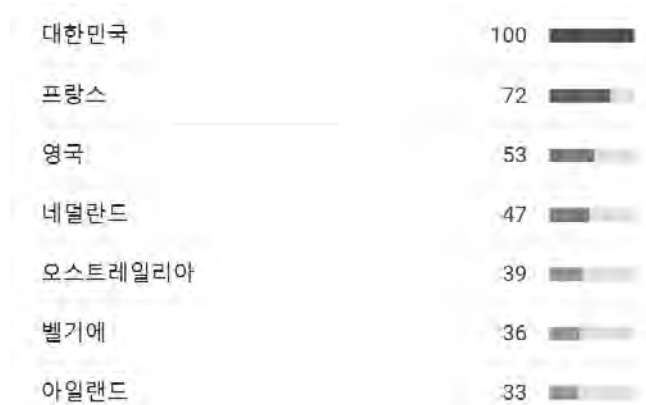 대한민국 100
프랑스 72
영국 53
네덜란드 47
오스트레일리아 39
벨기에 36
아일랜드 33